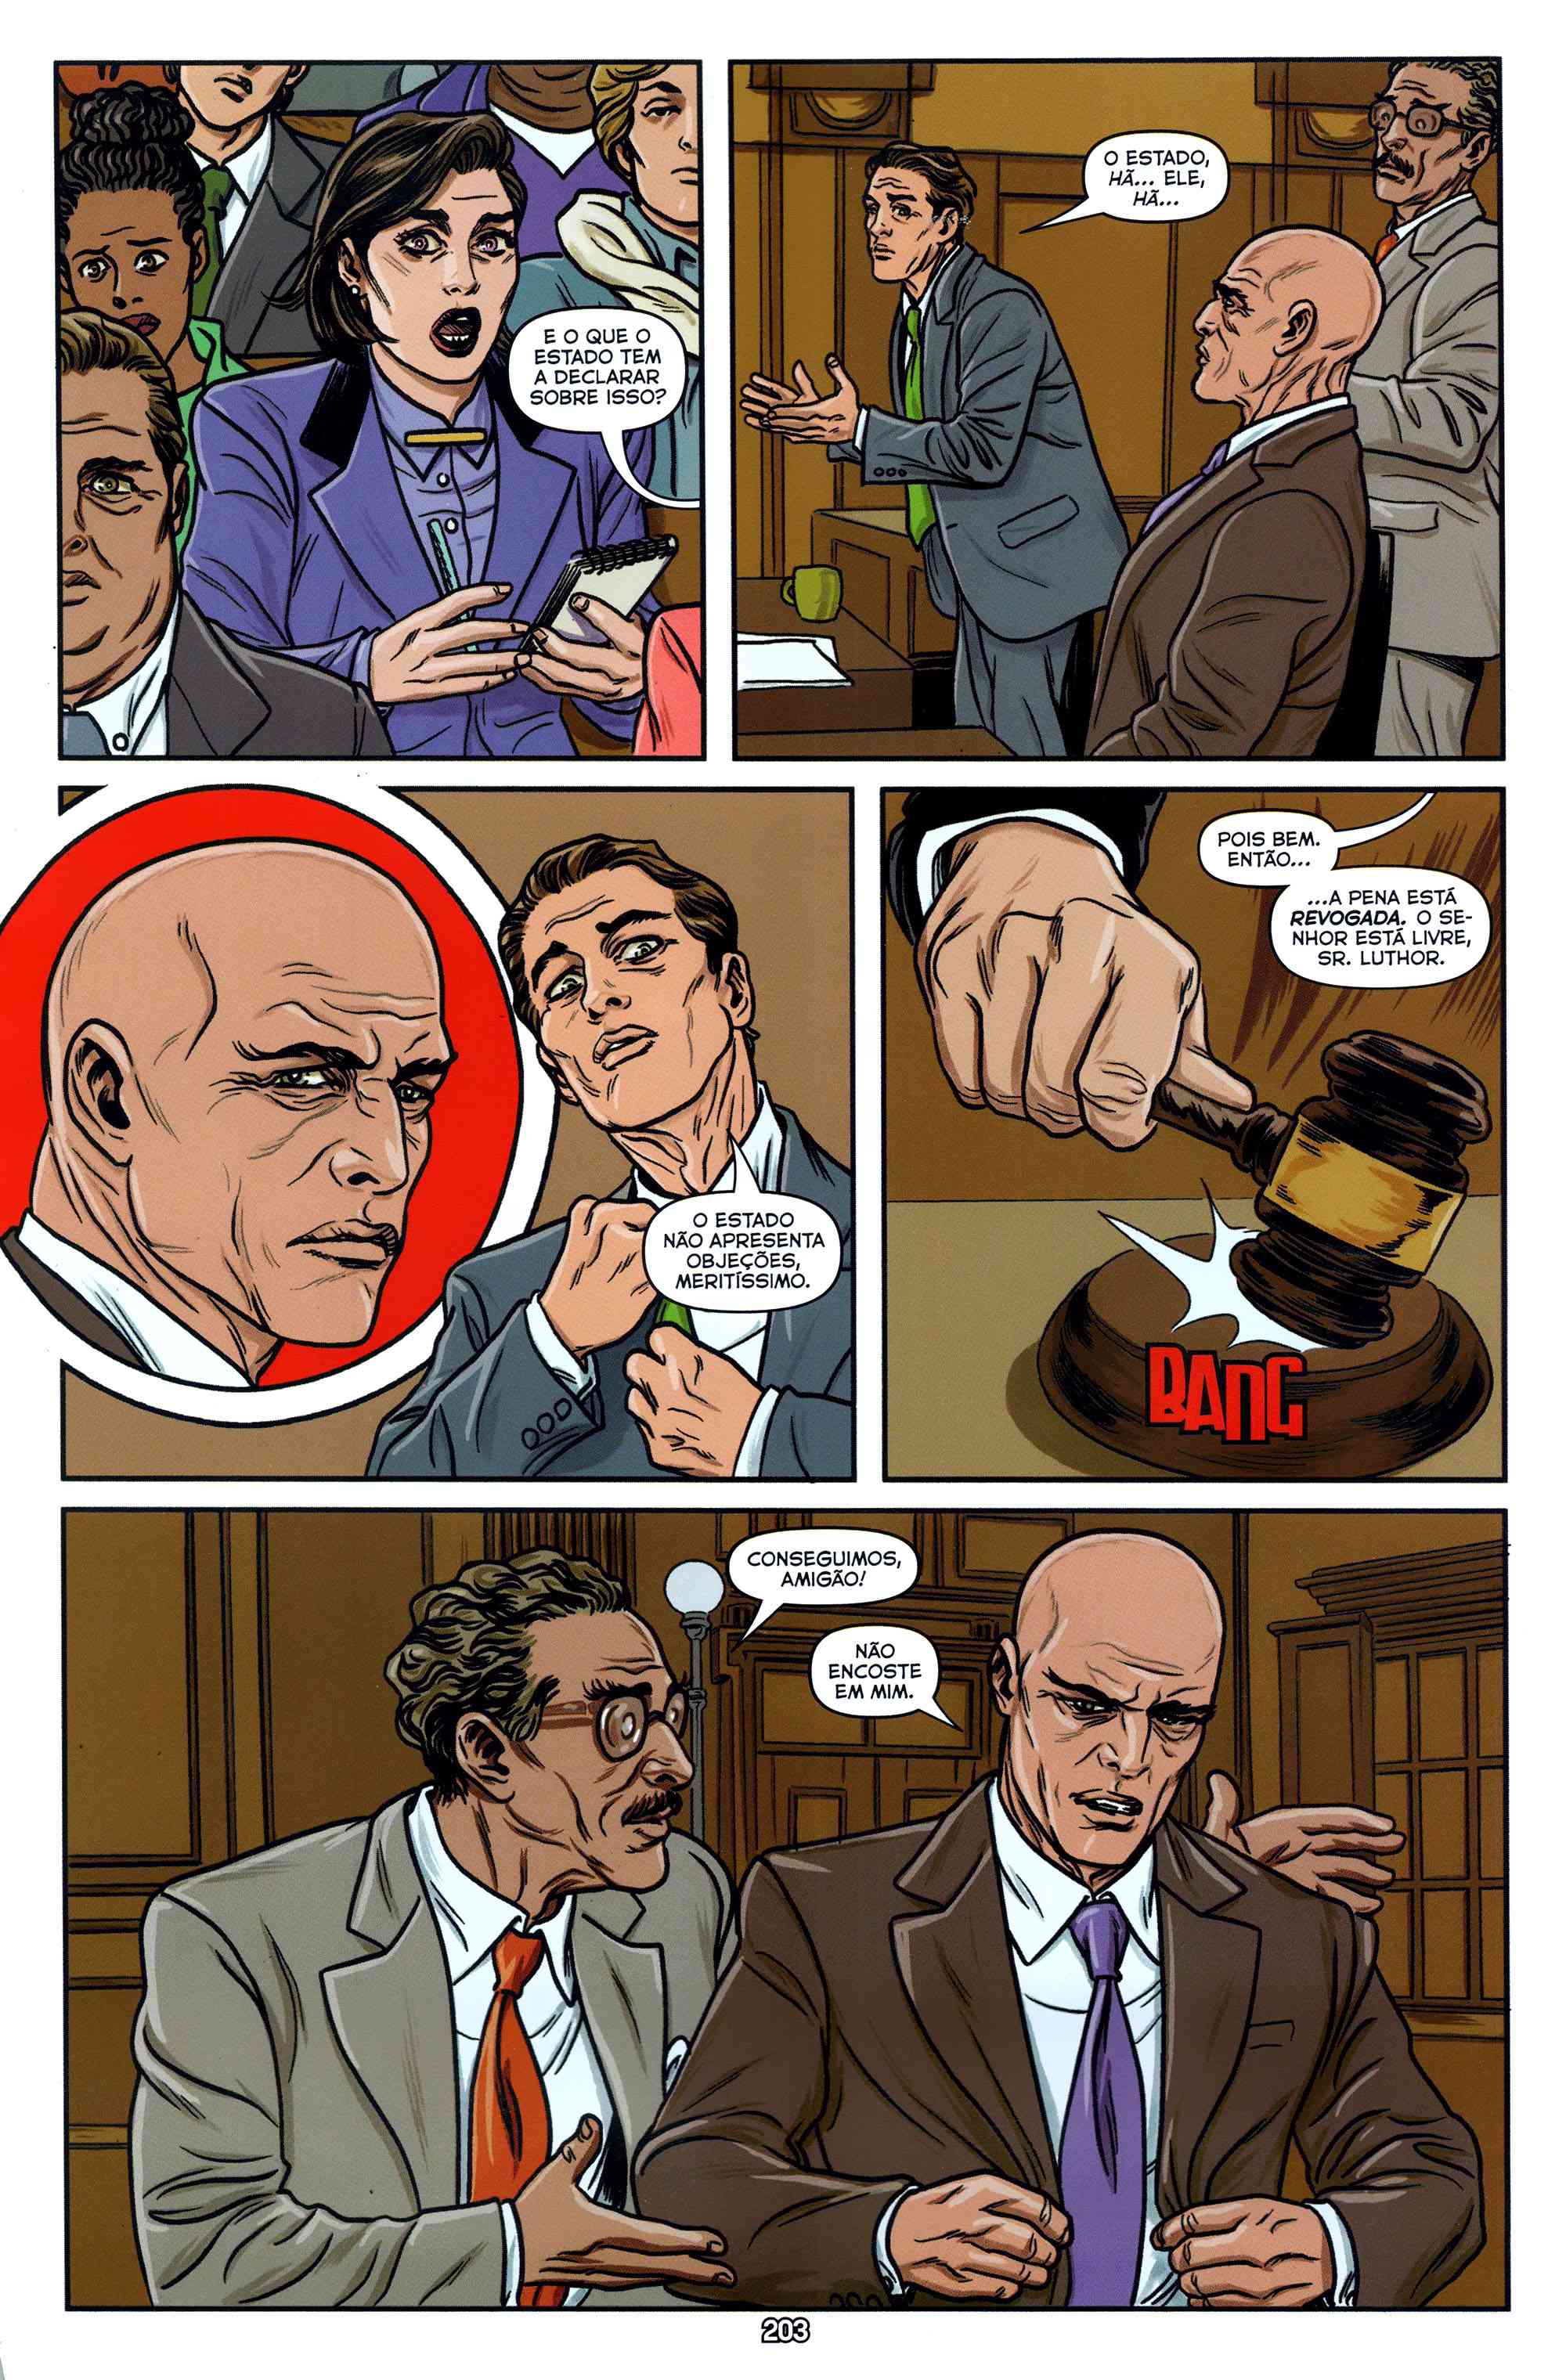 E O QUE O
ESTADO TEM
A DECLARAR
SOBRE ISSO?
O ESTADO,
HÃ... ELE,
HÃ...
O ESTADO
NÃO APRESENTA
OBJEÇÕES,
MERITÍSSIMO.
POIS BEM.
ENTÃO...
...A PENA ESTÁ
REVOGADA. O SE-
NHOR ESTÁ LIVRE,
SR. LUTHOR.
BANG
CONSEGUIMOS,
AMIGÃO!
NÃO
ENCOSTE
EM MIM.
203